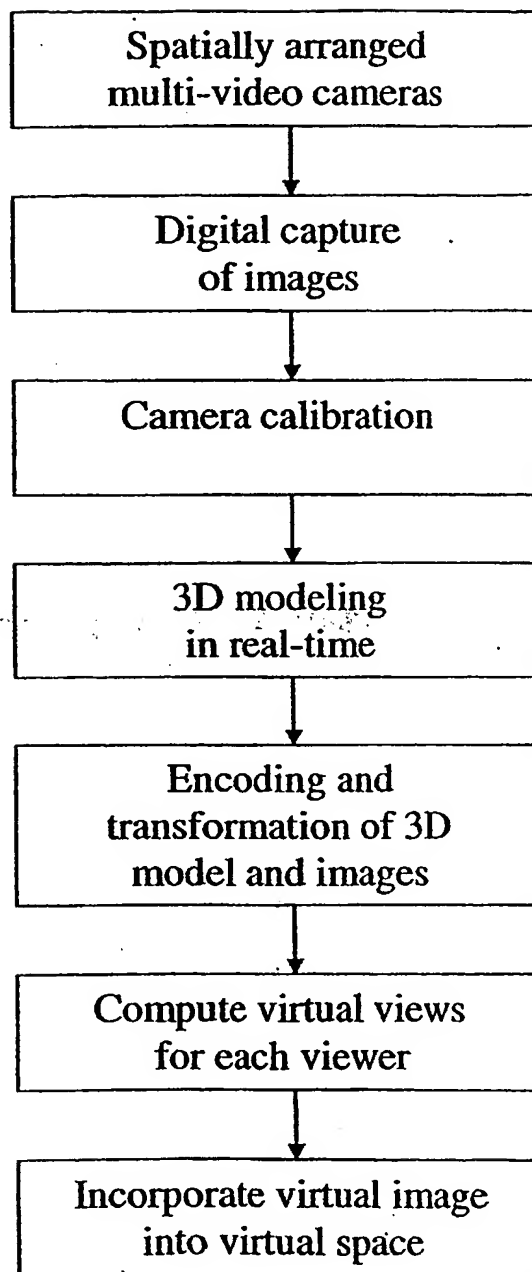 Spatially arranged
multi-video cameras
Digital capture
of images
Camera calibration
3D modeling
in real-time
Encoding and
transformation of 3D
model and images
Compute virtual views
for each viewer
Incorporate virtual image
into virtual space